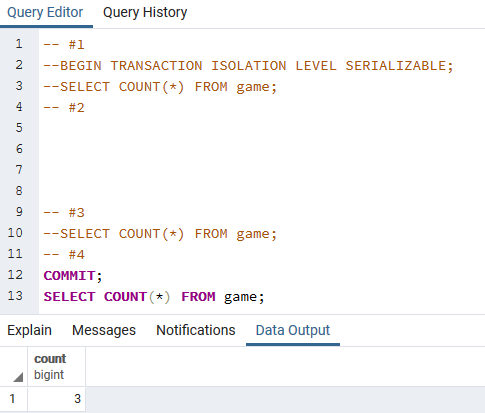 Query Editor Query History
1 -- #1
2 --BEGIN TRANSACTION ISOLATION LEVEL SERIALIZABLE;
3 --SELECT COUNT(*) FROM game;
4 -- #2
5
6
7
8
9 -- #3
10 --SELECT COUNT(*) FROM game;
11 -- #4
12 COMMIT;
13 SELECT COUNT(*) FROM game;
Explain Messages Notifications Data Output
count
bigint
1 3